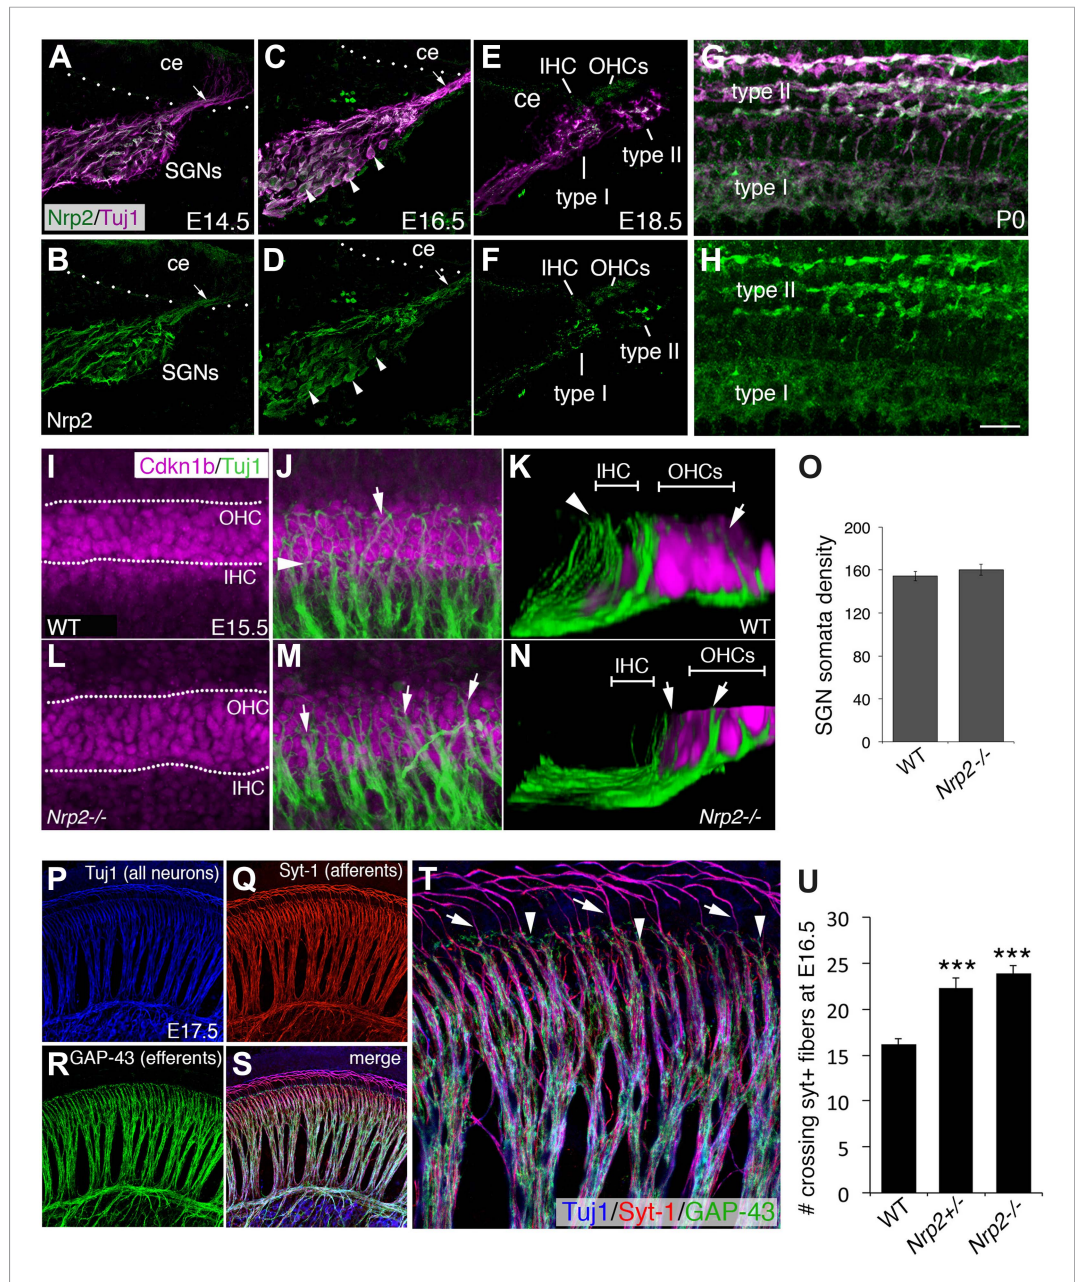 A
ce
SGNs
Nrp2/Tuj1
E14.5
C
ce
E16.5
E
IHC OHCs
ce
type II
type I
E18.5
G
type II
type I
P0
B
ce
SGNs
Nrp2
D
ce
F
IHC OHCs
type II
type I
H
type II
type I
I
Cdkn1b/Tuj1
OHC
IHC
WT
E15.5
J
K
IHC
OHCs
WT
L
OHC
IHC
Nrp2-/-
M
N
IHC
OHCs
Nrp2-/-
O
SGN somata density
200
160
120
80
40
0
WT
Nrp2-/-
P
Tuj1 (all neurons)
E17.5
Q
Syt-1 (afferents)
R
GAP-43 (efferents)
S
merge
T
Tuj1/Syt-1/GAP-43
U
# crossing syt+ fibers at E16.5
30
25
20
15
10
5
0
***
***
WT
Nrp2+/-
Nrp2-/-